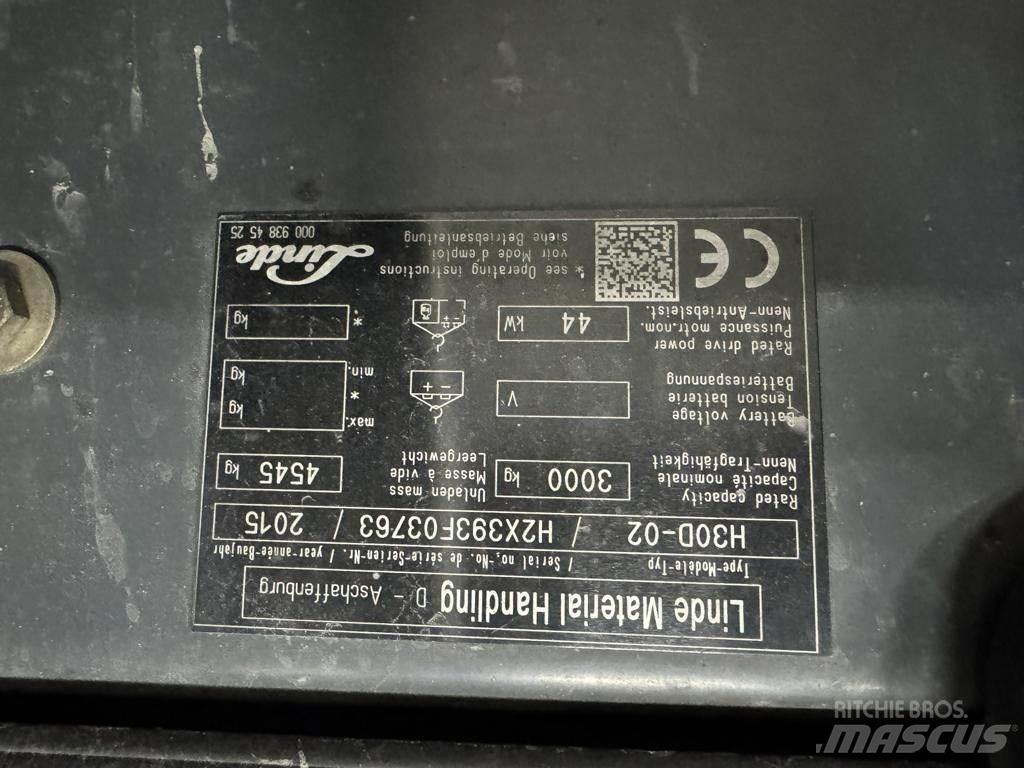 Linde Material Handling D - Aschaffenburg
Type-Modèle-Typ / Serial no,-No. de série-Serien-Nr. / year-année-Baujahr
H30D-02 / H2X393F03763 / 2015
Rated capacity
Capacité nominale
Nenn-Tragfähigkeit
3000 kg
Unladen mass
Masse à vide
Leergewicht
4545 kg
Battery voltage
Tension batterie
Batteriespannung
V
max.
*
min.
kg
kg
Rated drive power
Puissance motr.nom.
Nenn-Antriebsleist.
44 kW
*
kg
CE
* see Operating instructions
voir Mode d'emploi
siehe Betriebsanleitung
Linde
000 938 45 25
RITCHIE BROS.
MASCUS